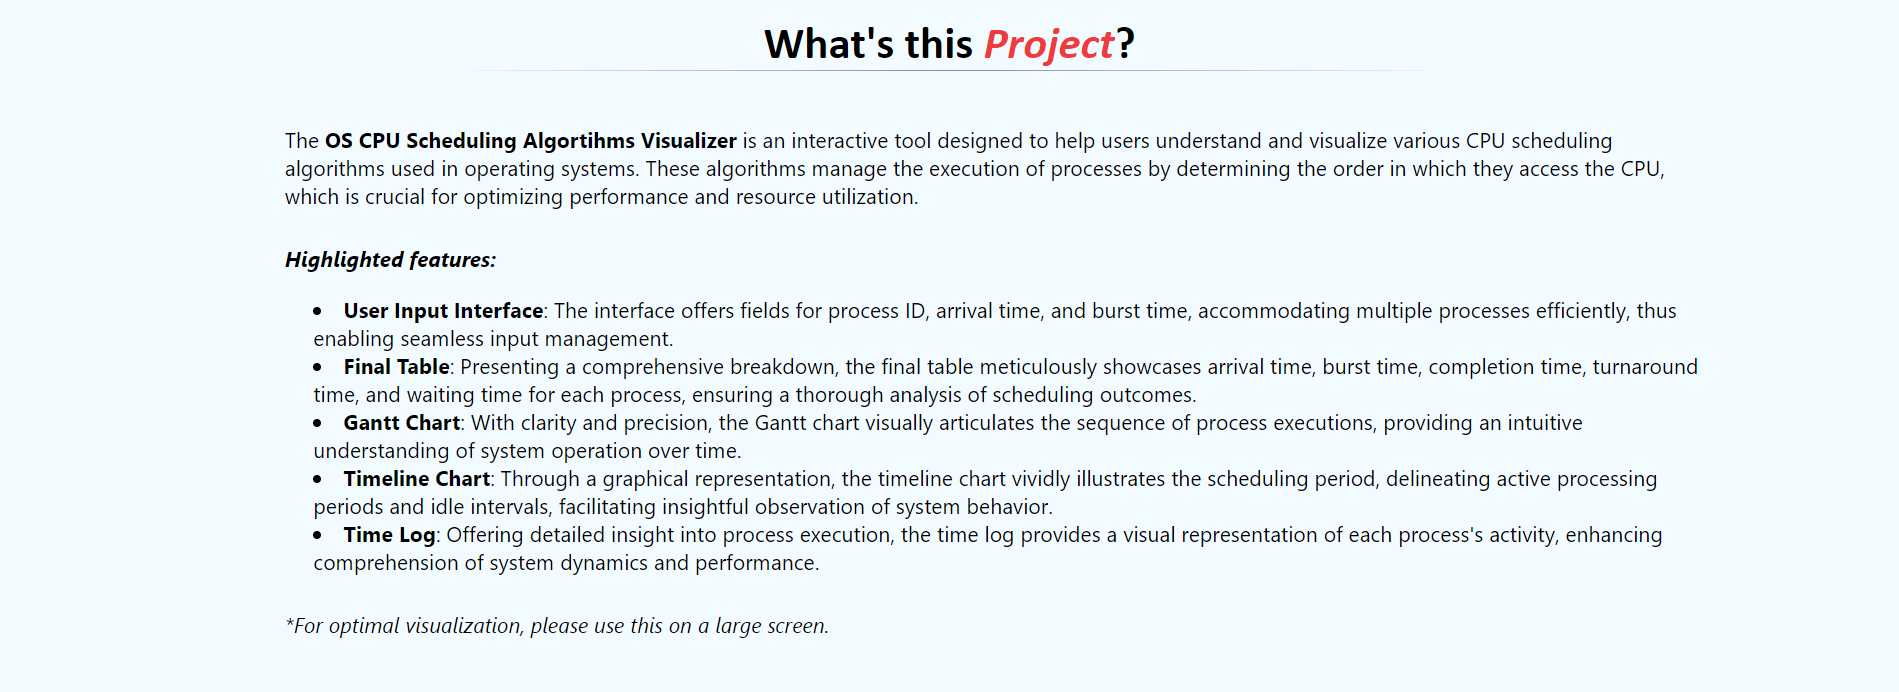 What's this Project?
The OS CPU Scheduling Algortihms Visualizer is an interactive tool designed to help users understand and visualize various CPU scheduling
algorithms used in operating systems. These algorithms manage the execution of processes by determining the order in which they access the CPU,
which is crucial for optimizing performance and resource utilization.
Highlighted features:
• User Input Interface: The interface offers fields for process ID, arrival time, and burst time, accommodating multiple processes efficiently, thus
enabling seamless input management.
• Final Table: Presenting a comprehensive breakdown, the final table meticulously showcases arrival time, burst time, completion time, turnaround
time, and waiting time for each process, ensuring a thorough analysis of scheduling outcomes.
• Gantt Chart: With clarity and precision, the Gantt chart visually articulates the sequence of process executions, providing an intuitive
understanding of system operation over time.
• Timeline Chart: Through a graphical representation, the timeline chart vividly illustrates the scheduling period, delineating active processing
periods and idle intervals, facilitating insightful observation of system behavior.
• Time Log: Offering detailed insight into process execution, the time log provides a visual representation of each process's activity, enhancing
comprehension of system dynamics and performance.
*For optimal visualization, please use this on a large screen.